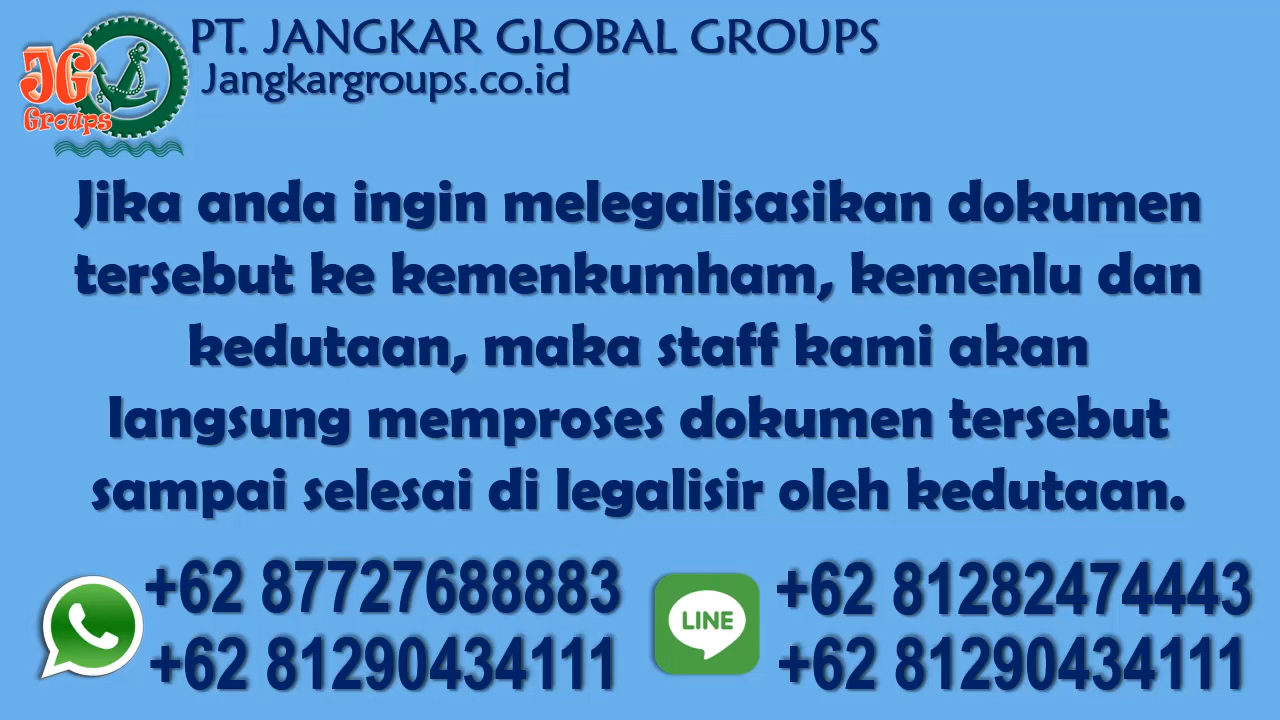 JG
Groups
PT. JANGKAR GLOBAL GROUPS
Jangkargroups.co.id
Jika anda ingin melegalisasikan dokumen
tersebut ke kemenkumham, kemenlu dan
kedutaan, maka staff kami akan
langsung memproses dokumen tersebut
sampai selesai di legalisir oleh kedutaan.
+62 87727688883
+62 81290434111
LINE
+62 81282474443
+62 81290434111